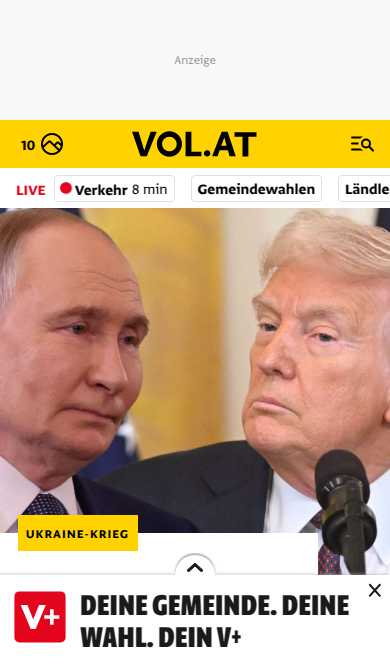 Anzeige
10
VOL.AT
LIVE
Verkehr 8 min
Gemeindewahlen
Ländle
UKRAINE-KRIEG
V+
DEINE GEMEINDE. DEINE
WAHL. DEIN V+